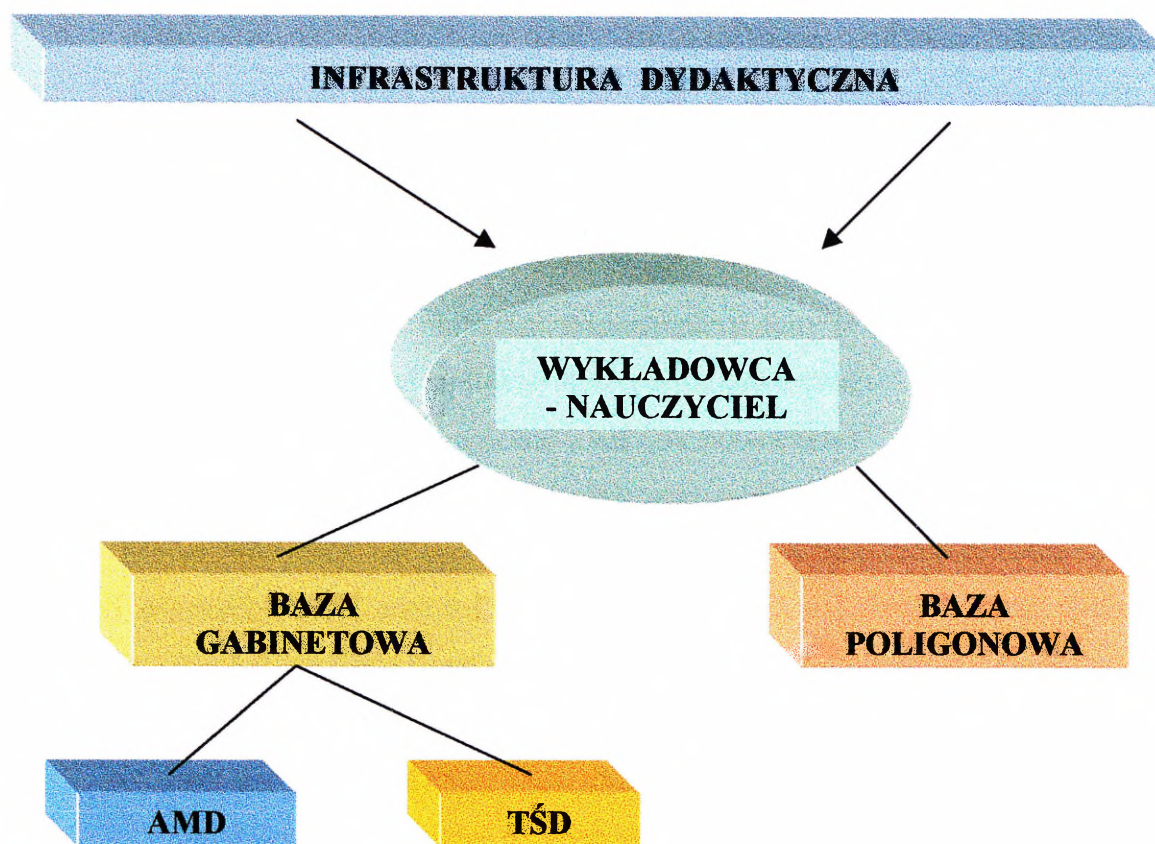 INFRASTRUKTURA DYDAKTYCZNA
WYKŁADOWCA
- NAUCZYCIEL
BAZA
GABINETOWA
BAZA
POLIGONOWA
AMD
TŚD